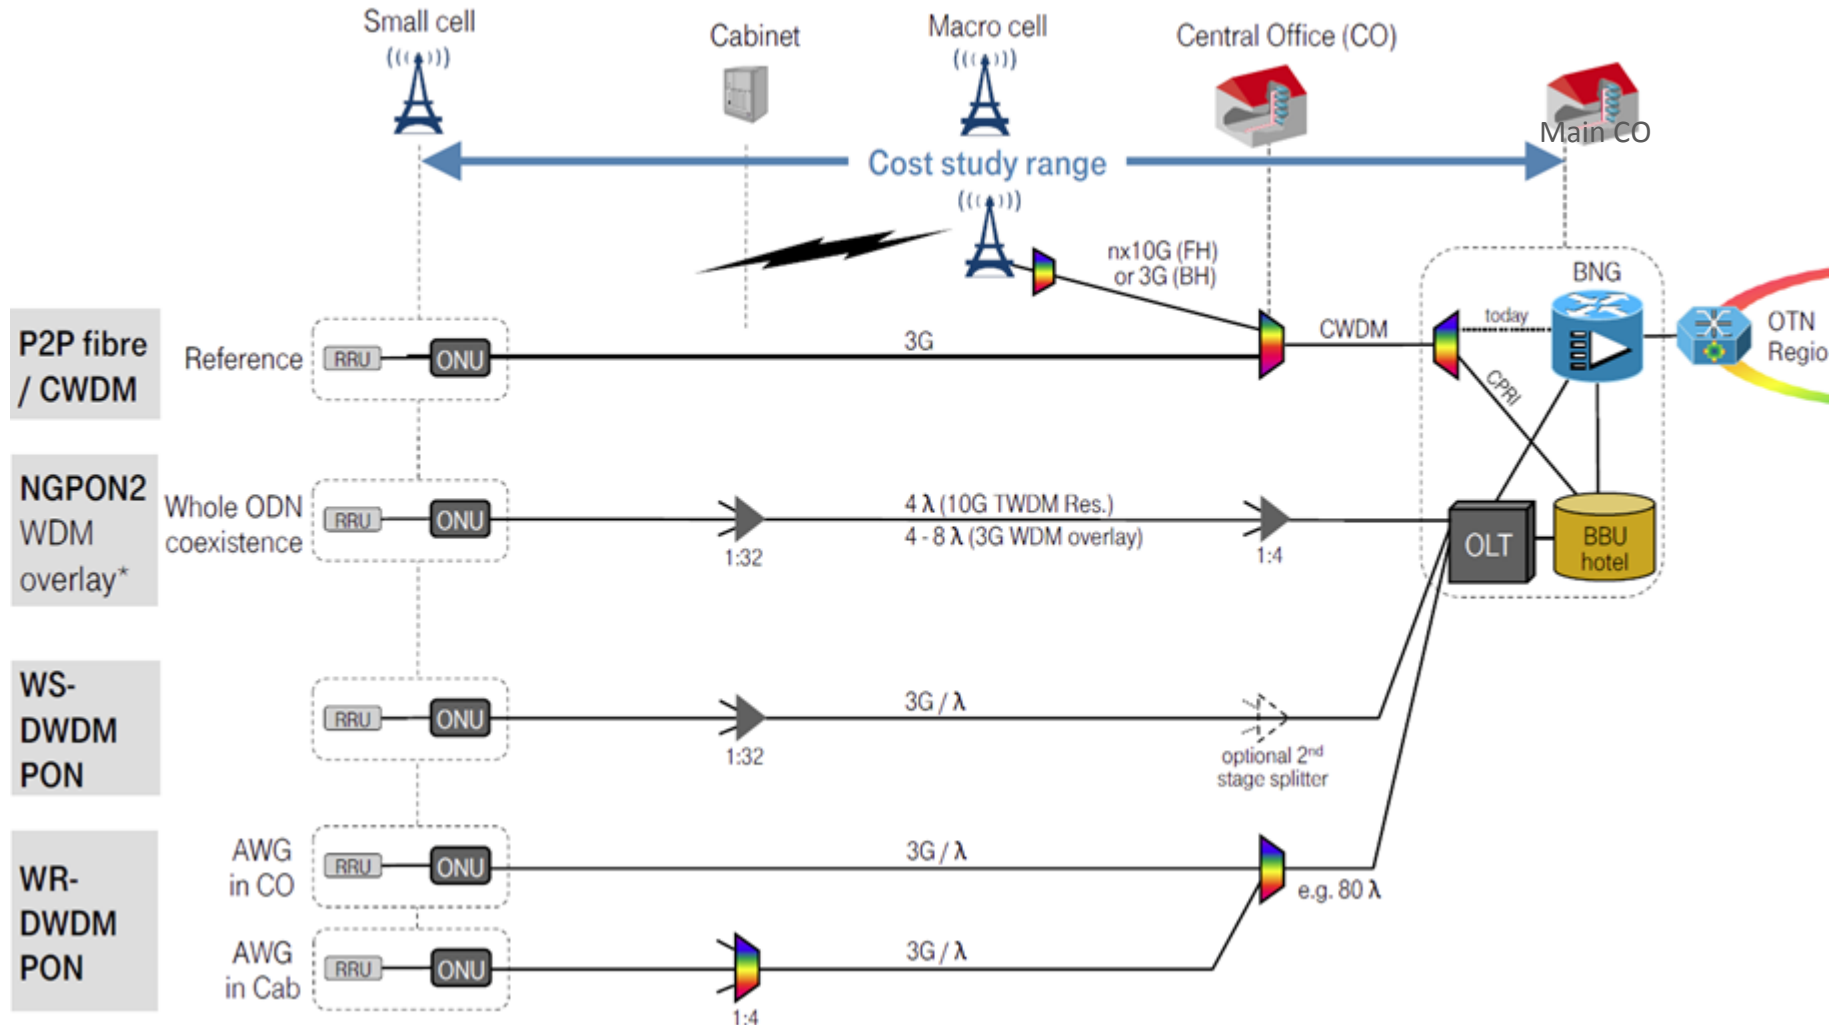 Small cell
Cabinet
Macro cell
Central Office (CO)
Main CO
Cost study range
nx10G (FH)
or 3G (BH)
BNG
P2P fibre
/ CWDM
Reference
RRU
ONU
3G
CWDM
today
CPRI
OTN
Regio
NGPON2
WDM
overlay*
Whole ODN
coexistence
RRU
ONU
1:32
4 λ (10G TWDM Res.)
4 - 8 λ (3G WDM overlay)
1:4
OLT
BBU
hotel
WS-
DWDM
PON
RRU
ONU
1:32
3G / λ
optional 2nd
stage splitter
WR-
DWDM
PON
AWG
in CO
RRU
ONU
3G / λ
e.g. 80 λ
AWG
in Cab
RRU
ONU
1:4
3G / λ